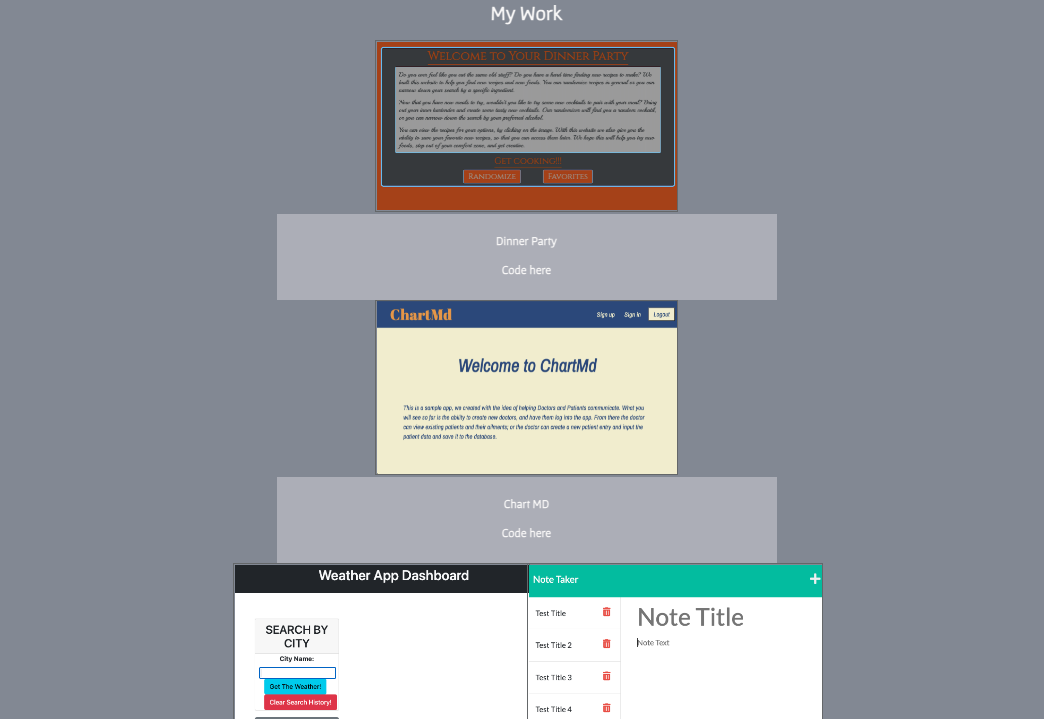 My Work
Welcome to Your Dinner Party
Do you ever feel like you eat the same old stuff? Do you have a hard time finding new recipes to make? We
built this website to help you find new recipes and new foods. You can randomize recipes in general or you can
narrow down your search by a specific ingredient.
Now that you have new meals to try, wouldn't you like to try some new cocktails to pair with your meal? Bring
out your inner bartender and create some tasty new cocktails. Our randomizer will find you a random cocktail,
or you can narrow down the search by your preferred alcohol.
You can view the recipes for your options, by clicking on the image. With this website we also give you the
ability to save your favorite new recipes, so that you can access them later. We hope this will help you try new
foods, step out of your comfort zone, and get creative.
Get cooking!!!
Randomize Favorites
Dinner Party
Code here
ChartMd Sign up Sign In Logout
Welcome to ChartMd
This is a sample app, we created with the idea of helping Doctors and Patients communicate. What you
will see so far is the ability to create new doctors, and have them log into the app. From there the doctor
can view existing patients and their ailments, or the doctor can create a new patient entry and input the
patient data and save it to the database.
Chart MD
Code here
Weather App Dashboard
SEARCH BY
CITY
City Name:
Get The Weather!
Clear Search History!
Note Taker +
Test Title
Test Title 2
Test Title 3
Test Title 4
Note Title
Note Text